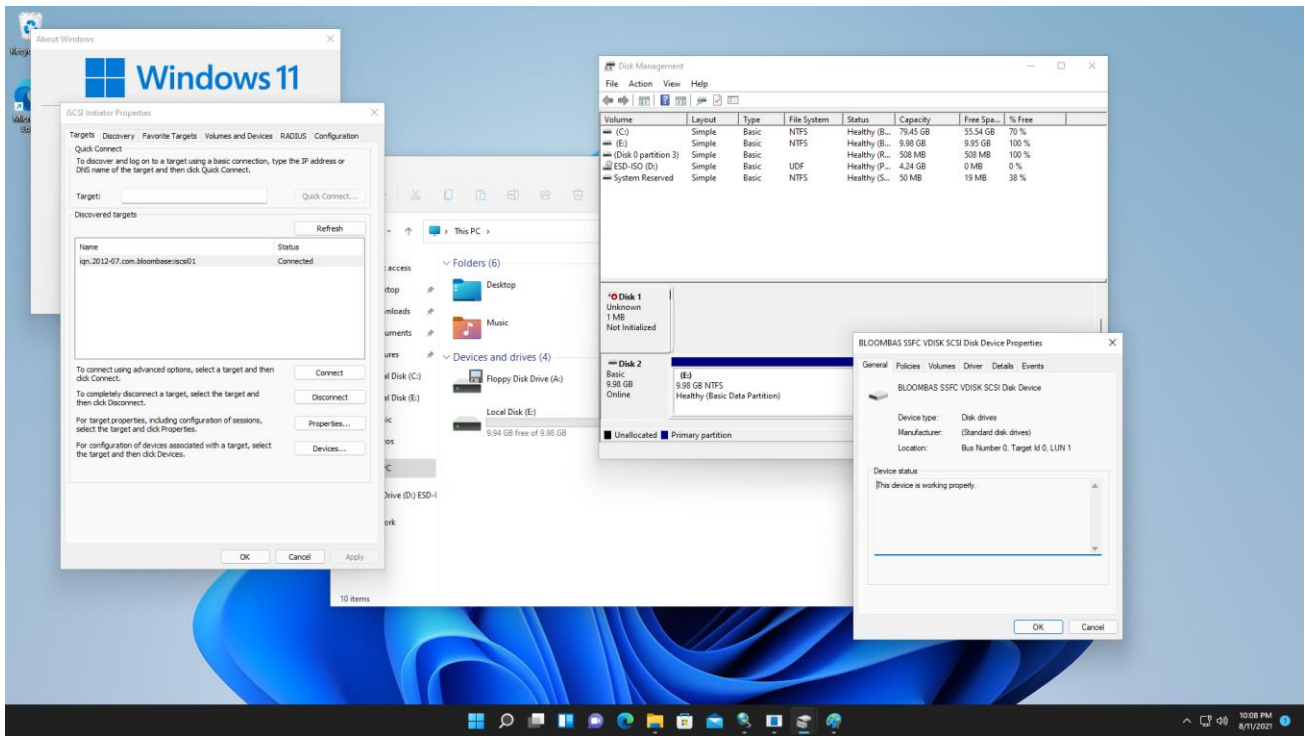 About Windows
Windows 11
iSCSI Initiator Properties
Targets Discovery Favorite Targets Volumes and Devices RADIUS Configuration
Quick Connect
To discover and log on to a target using a basic connection, type the IP address or
DNS name of the target and then click Quick Connect.
Target:
Quick Connect...
Discovered targets
Refresh
Name Status
iqn.2012-07.com.bloombase:iscsi01 Connected
To connect using advanced options, select a target and then
click Connect.
Connect
To completely disconnect a target, select the target and
then click Disconnect.
Disconnect
For target properties, including configuration of sessions,
select the target and click Properties.
Properties...
For configuration of devices associated with a target, select
the target and then click Devices.
Devices...
OK Cancel Apply
This PC
access
Folders (6)
Desktop
Music
Devices and drives (4)
Floppy Disk Drive (A:)
Local Disk (E:)
9.94 GB free of 9.98 GB
Disk (C:)
Disk (E:)
Drive (D:) ESD-I
10 items
Disk Management
File Action View Help
Volume Layout Type File System Status Capacity Free Spa... % Free
(C:) Simple Basic NTFS Healthy (B... 79.45 GB 55.54 GB 70 %
(E:) Simple Basic NTFS Healthy (B... 9.98 GB 9.95 GB 100 %
(Disk 0 partition 3) Simple Basic Healthy (R... 508 MB 508 MB 100 %
ESD-ISO (D:) Simple Basic UDF Healthy (P... 4.24 GB 0 MB 0 %
System Reserved Simple Basic NTFS Healthy (S... 50 MB 19 MB 38 %
Disk 1
Unknown
1 MB
Not Initialized
Disk 2
Basic
9.98 GB
Online
(E:)
9.98 GB NTFS
Healthy (Basic Data Partition)
Unallocated Primary partition
BLOOMBAS SSFC VDISK SCSI Disk Device Properties
General Policies Volumes Driver Details Events
BLOOMBAS SSFC VDISK SCSI Disk Device
Device type: Disk drives
Manufacturer: (Standard disk drives)
Location: Bus Number 0, Target Id 0, LUN 1
Device status
This device is working properly.
OK Cancel
10:08 PM
8/11/2021
1